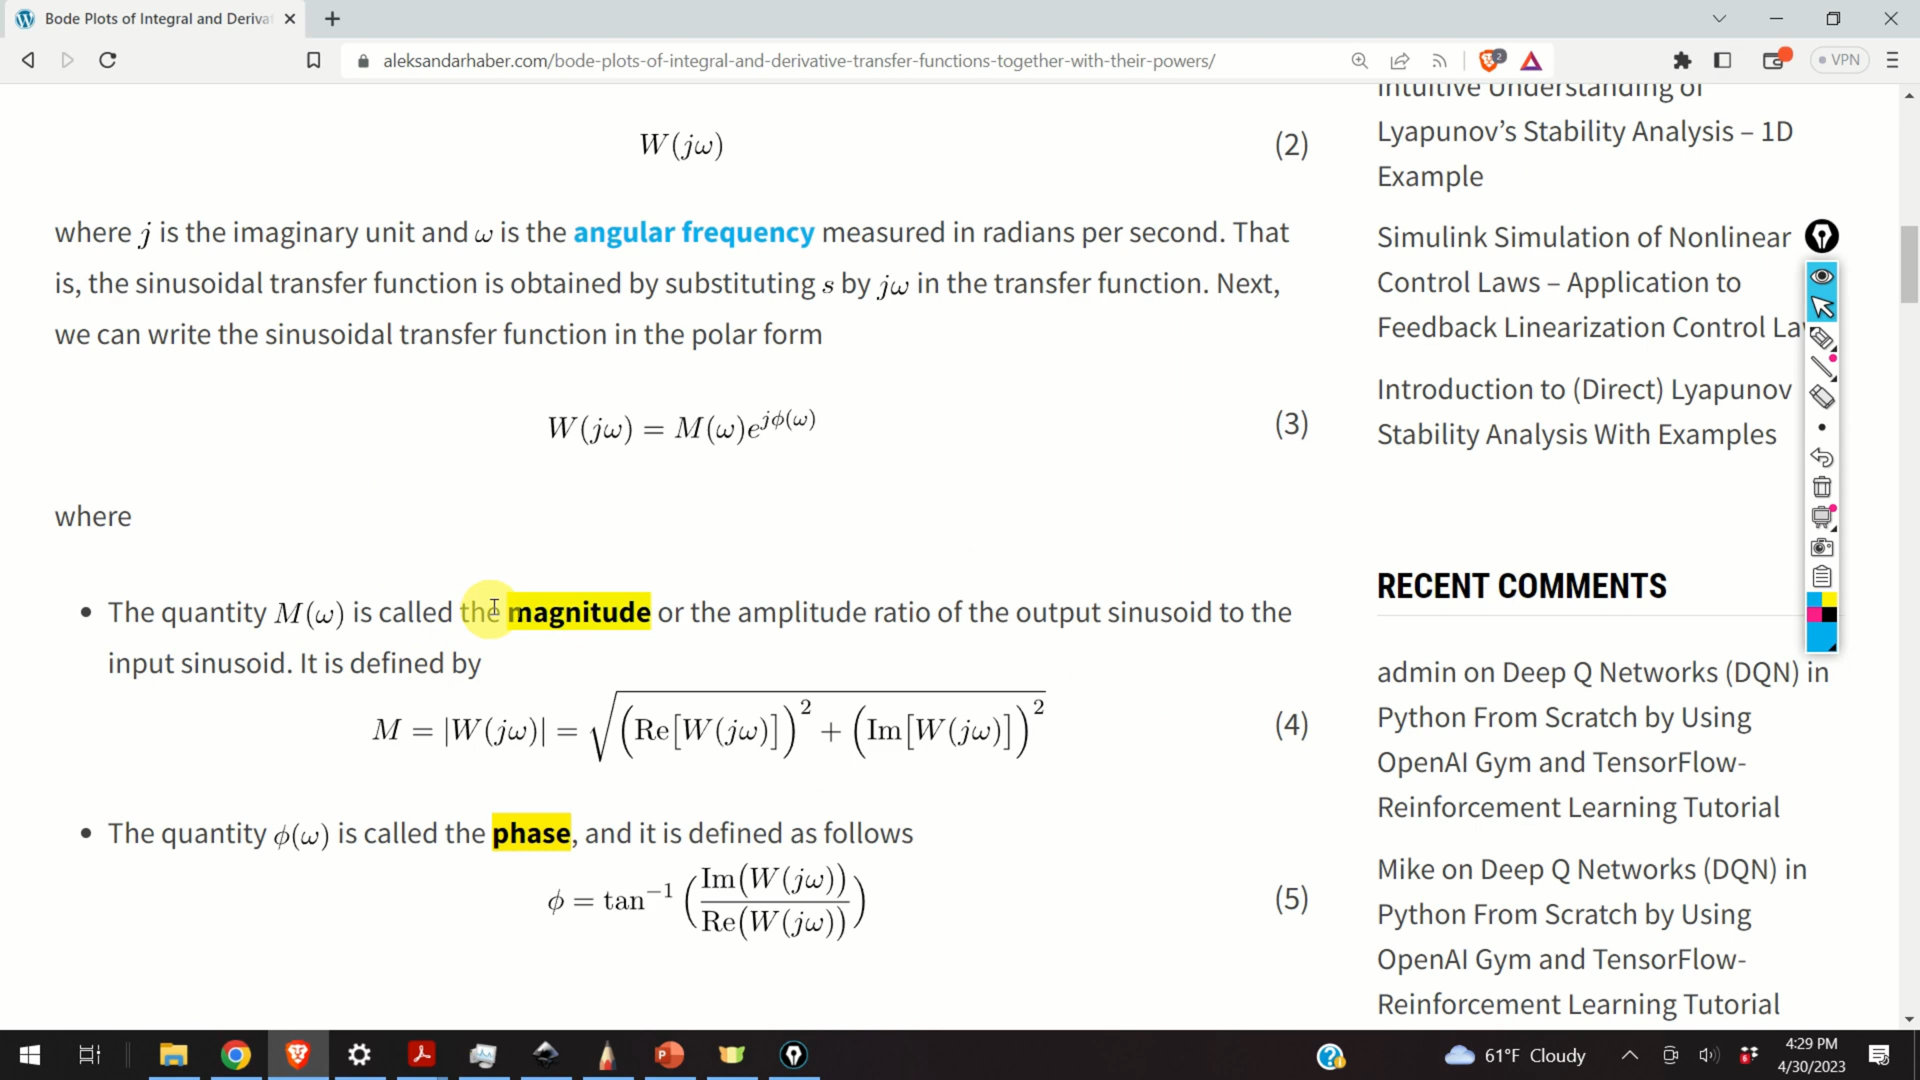 Bode Plots of Integral and Deriva
aleksandarhaber.com/bode-plots-of-integral-and-derivative-transfer-functions-together-with-their-powers/
2
VPN
W(jω) (2)
where j is the imaginary unit and ω is the angular frequency measured in radians per second. That
is, the sinusoidal transfer function is obtained by substituting s by jω in the transfer function. Next,
we can write the sinusoidal transfer function in the polar form
W(jω) = M(ω)e^{jϕ(ω)} (3)
where
• The quantity M(ω) is called the magnitude or the amplitude ratio of the output sinusoid to the
input sinusoid. It is defined by
M = |W(jω)| = √((Re[W(jω)])² + (Im[W(jω)])²) (4)
• The quantity ϕ(ω) is called the phase, and it is defined as follows
ϕ = tan⁻¹(Im(W(jω))/Re(W(jω))) (5)
Intuitive Understanding of
Lyapunov’s Stability Analysis – 1D
Example
Simulink Simulation of Nonlinear
Control Laws – Application to
Feedback Linearization Control La
Introduction to (Direct) Lyapunov
Stability Analysis With Examples
RECENT COMMENTS
admin on Deep Q Networks (DQN) in
Python From Scratch by Using
OpenAI Gym and TensorFlow-
Reinforcement Learning Tutorial
Mike on Deep Q Networks (DQN) in
Python From Scratch by Using
OpenAI Gym and TensorFlow-
Reinforcement Learning Tutorial
61°F Cloudy
4:29 PM
4/30/2023